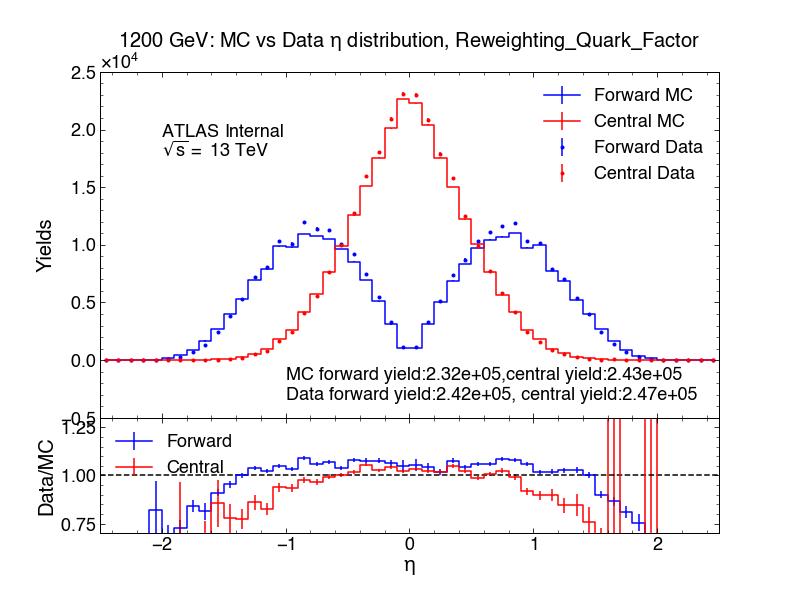 1200 GeV: MC vs Data η distribution, Reweighting_Quark_Factor
×10⁴
2.5
2.0
1.5
1.0
0.5
0.0
−0.5
Yields
ATLAS Internal
√s = 13 TeV
Forward MC
Central MC
Forward Data
Central Data
MC forward yield:2.32e+05,central yield:2.43e+05
Data forward yield:2.42e+05, central yield:2.47e+05
1.25
1.00
0.75
Data/MC
Forward
Central
−2 −1 0 1 2
η